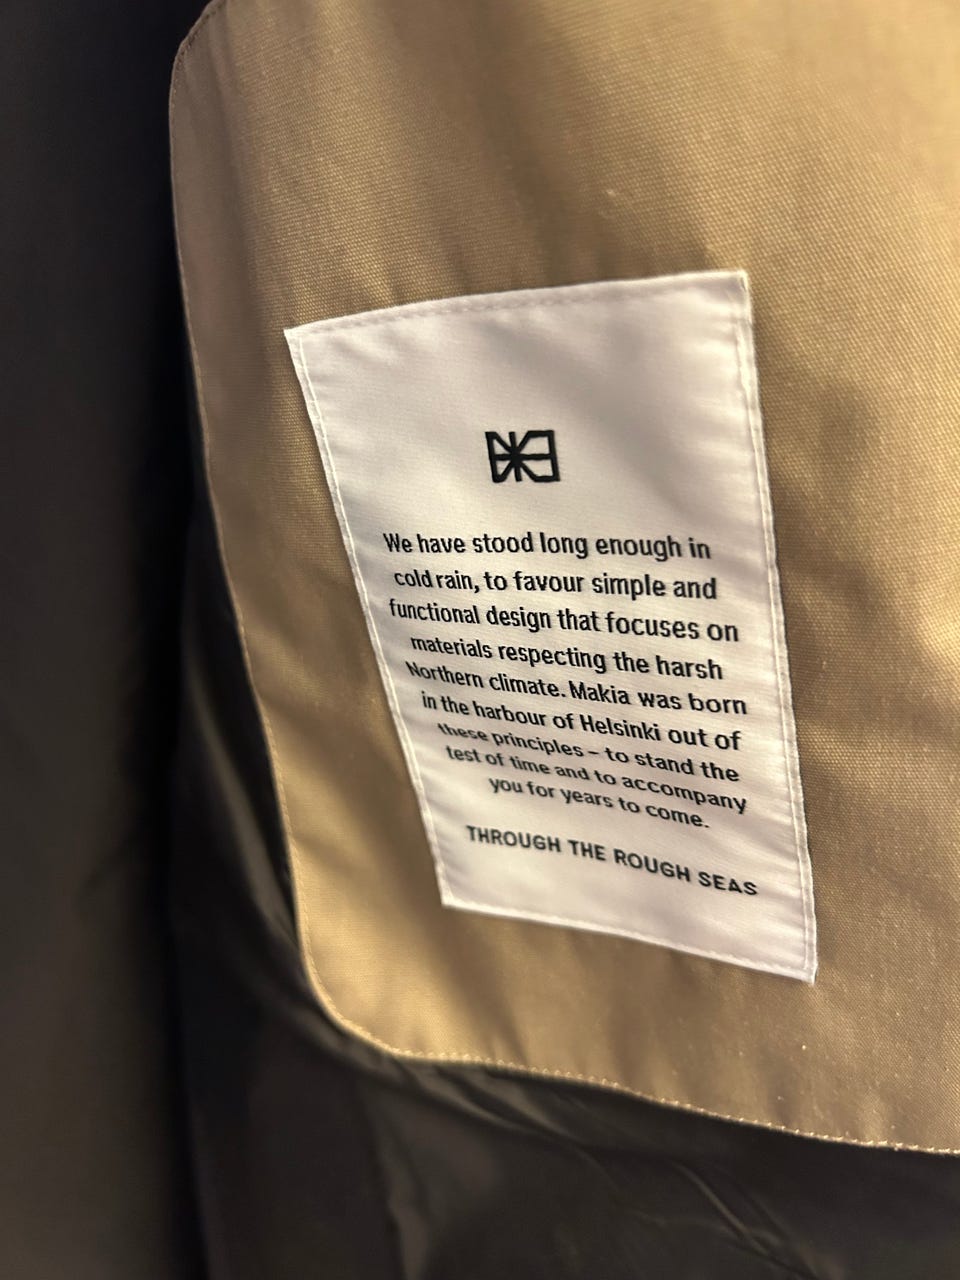 We have stood long enough in
cold rain, to favour simple and
functional design that focuses on
materials respecting the harsh
Northern climate. Makia was born
in the harbour of Helsinki out of
these principles – to stand the
test of time and to accompany
you for years to come.
THROUGH THE ROUGH SEAS